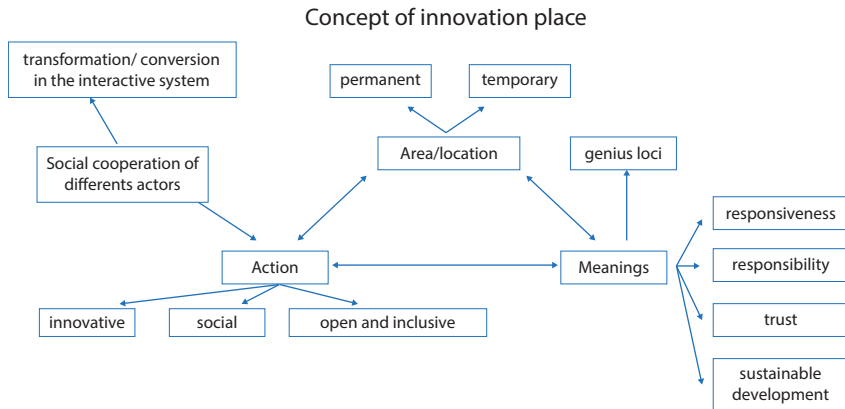 Concept of innovation place
transformation/ conversion
in the interactive system
permanent
temporary
Social cooperation of
differents actors
Area/location
genius loci
responsiveness
Action
Meanings
responsibility
innovative
social
open and inclusive
trust
sustainable
development